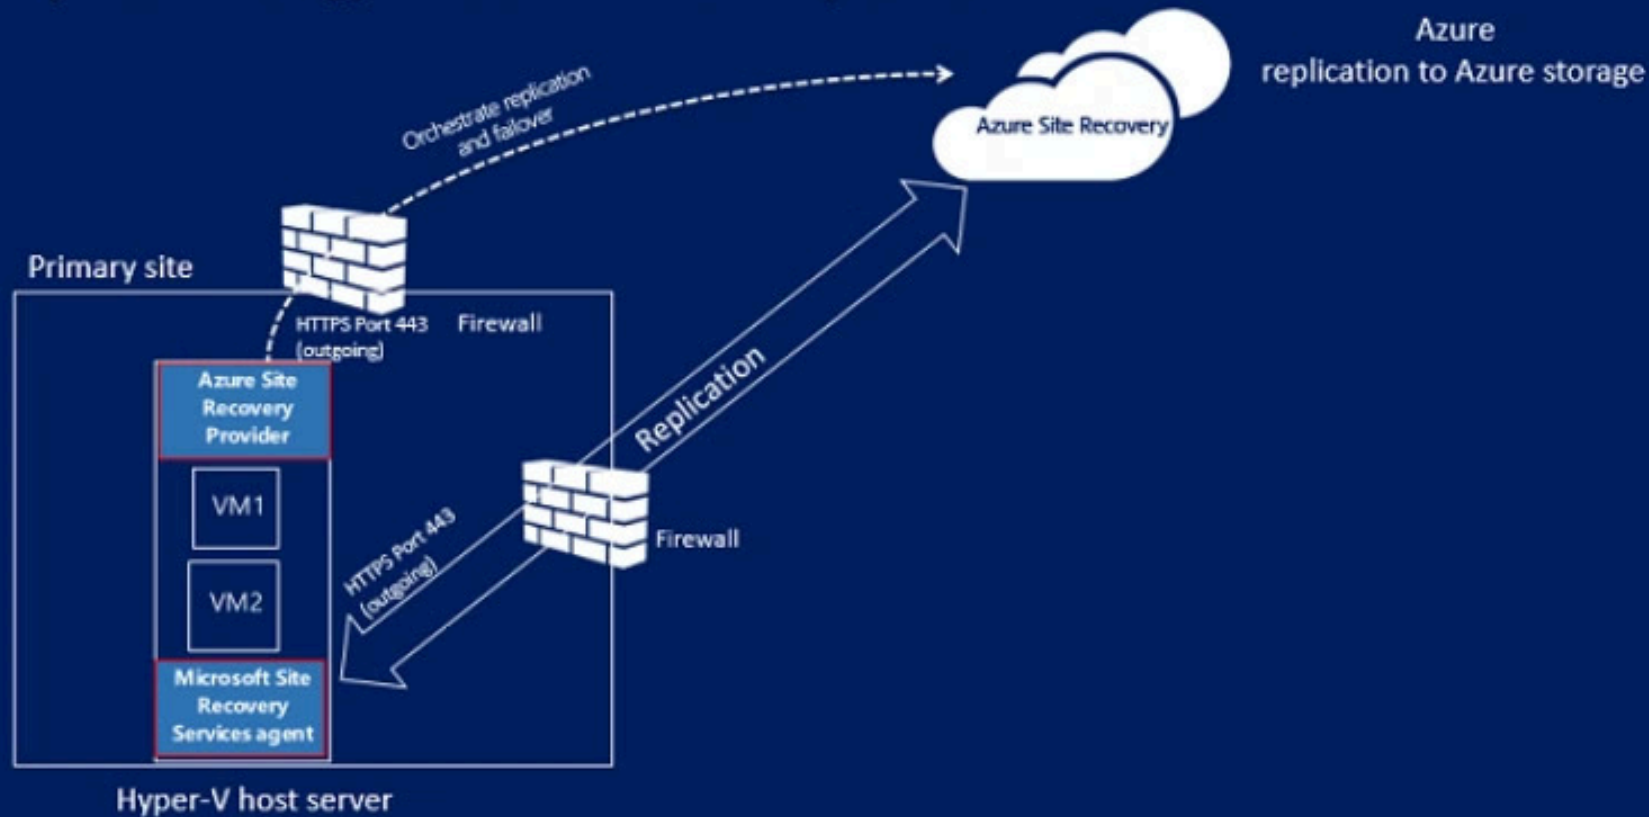 Azure
replication to Azure storage
Orchestrate replication
and failover
Azure Site Recovery
Primary site
HTTPS Port 443
(outgoing)
Firewall
Azure Site
Recovery
Provider
Replication
VM1
HTTPS Port 443
(outgoing)
Firewall
VM2
Microsoft Site
Recovery
Services agent
Hyper-V host server